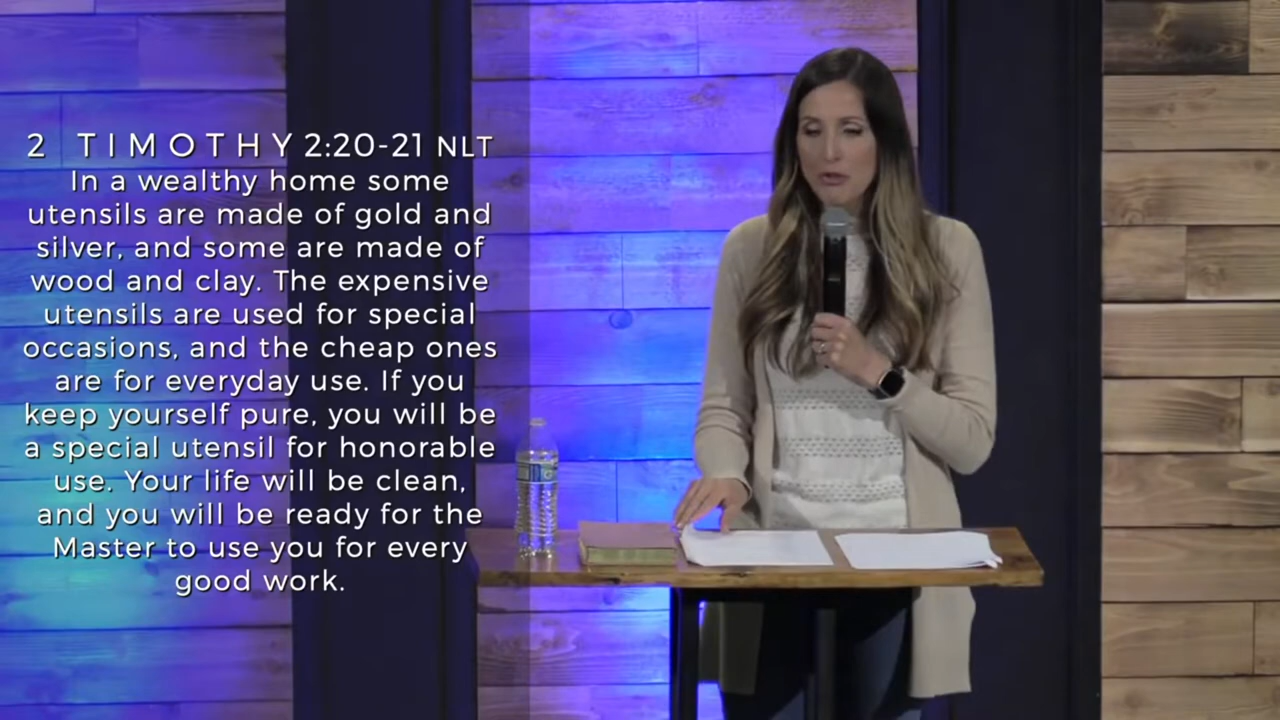 2 TIMOTHY 2:20-21 NLT
In a wealthy home some
utensils are made of gold and
silver, and some are made of
wood and clay. The expensive
utensils are used for special
occasions, and the cheap ones
are for everyday use. If you
keep yourself pure, you will be
a special utensil for honorable
use. Your life will be clean,
and you will be ready for the
Master to use you for every
good work.